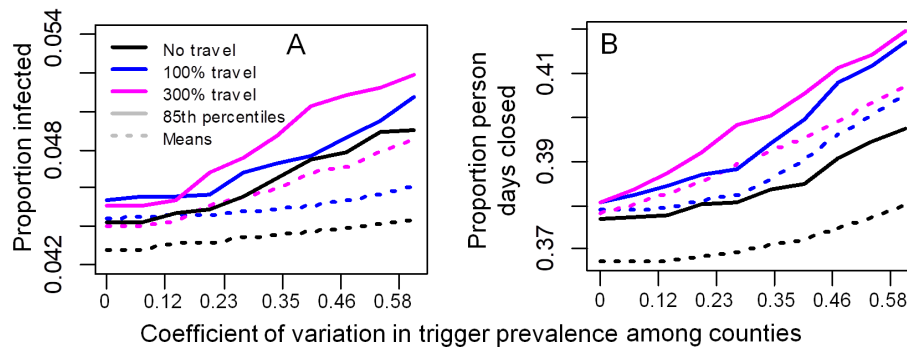 A
B
Proportion infected
0.042
0.048
0.054
No travel
100% travel
300% travel
85th percentiles
Means
0
0.12
0.23
0.35
0.46
0.58
Proportion person
days closed
0.37
0.39
0.41
0
0.12
0.23
0.35
0.46
0.58
Coefficient of variation in trigger prevalence among counties